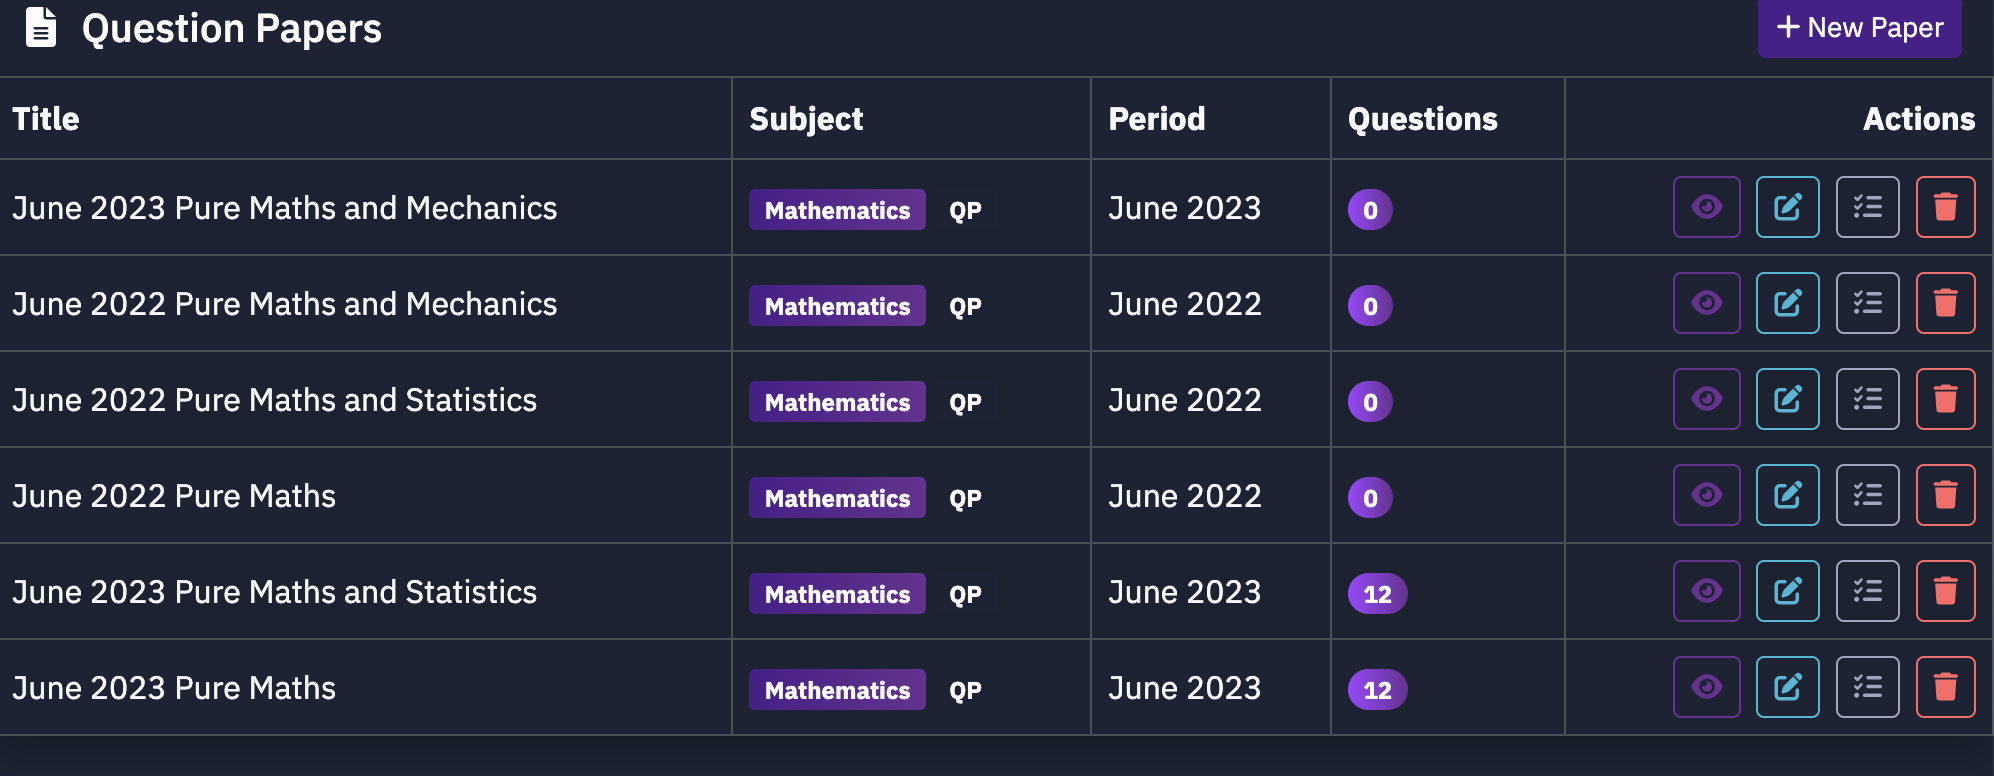 Question Papers
+ New Paper
Title Subject Period Questions Actions
June 2023 Pure Maths and Mechanics Mathematics QP June 2023 0
June 2022 Pure Maths and Mechanics Mathematics QP June 2022 0
June 2022 Pure Maths and Statistics Mathematics QP June 2022 0
June 2022 Pure Maths Mathematics QP June 2022 0
June 2023 Pure Maths and Statistics Mathematics QP June 2023 12
June 2023 Pure Maths Mathematics QP June 2023 12